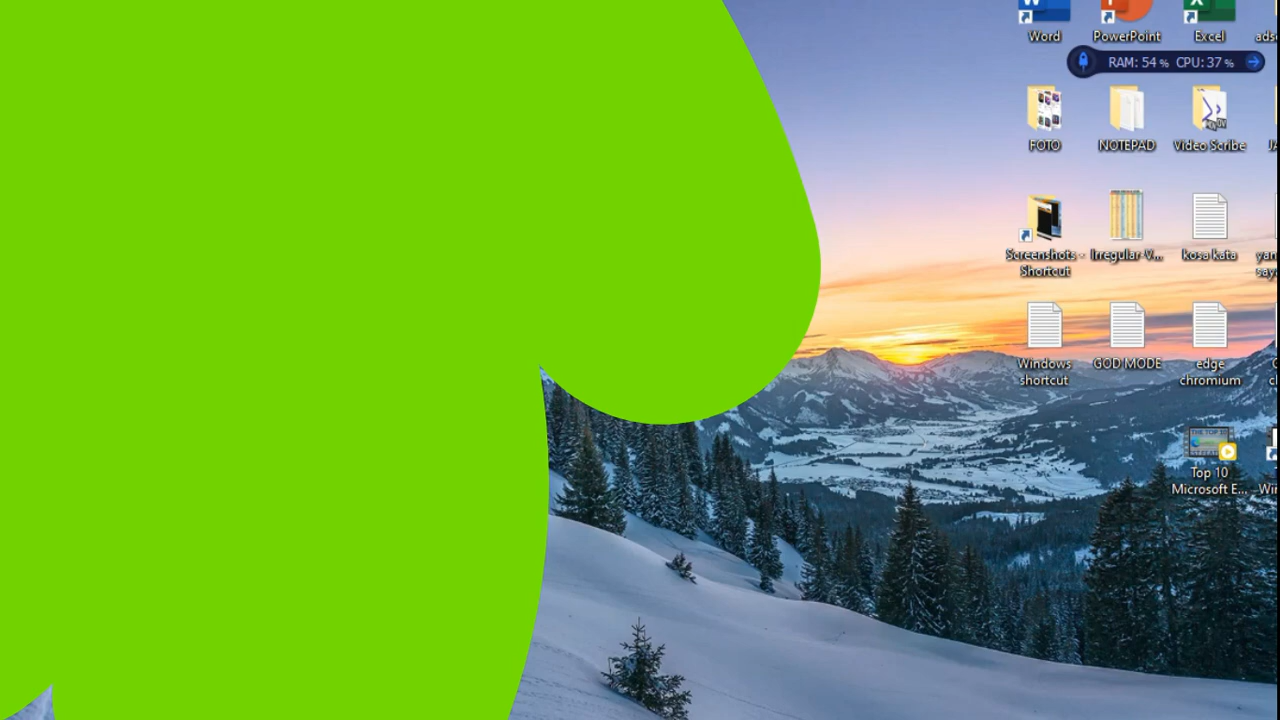 Word
PowerPoint
Excel
RAM: 54 % CPU: 37 %
FOTO
NOTEPAD
Video Scribe
Screenshots -
Shortcut
Irregular-V...
kosa kata
Windows
shortcut
GOD MODE
edge
chromium
Top 10
Microsoft E...